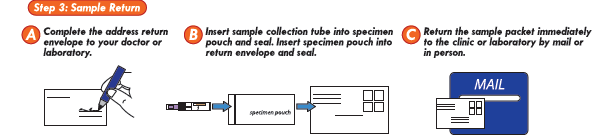 Step 3: Sample Return
A Complete the address return
envelope to your doctor or
laboratory.
B Insert sample collection tube into specimen
pouch and seal. Insert specimen pouch into
return envelope and seal.
specimen pouch
C Return the sample packet immediately
to the clinic or laboratory by mail or
in person.
MAIL